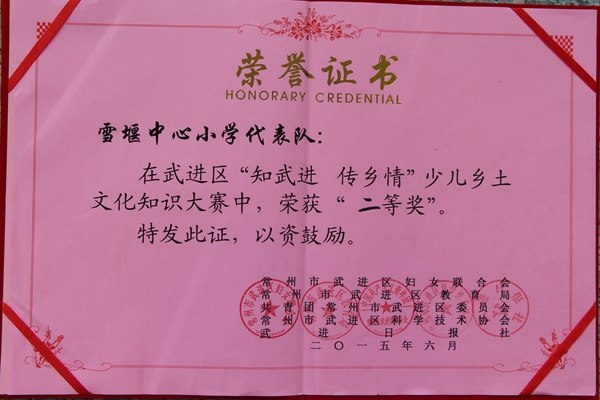 荣誉证书
HONORARY CREDENTIAL
雪堰中心小学代表队：
在武进区“知武进 传乡情”少儿乡土
文化知识大赛中，荣获“ 二等奖”。
特发此证，以资鼓励。
常州市武进区妇女联合会
常州市武进区教育局
共青团常州市武进区委员会
常州市武进区科学技术协会
武进日报社
二〇一五年六月